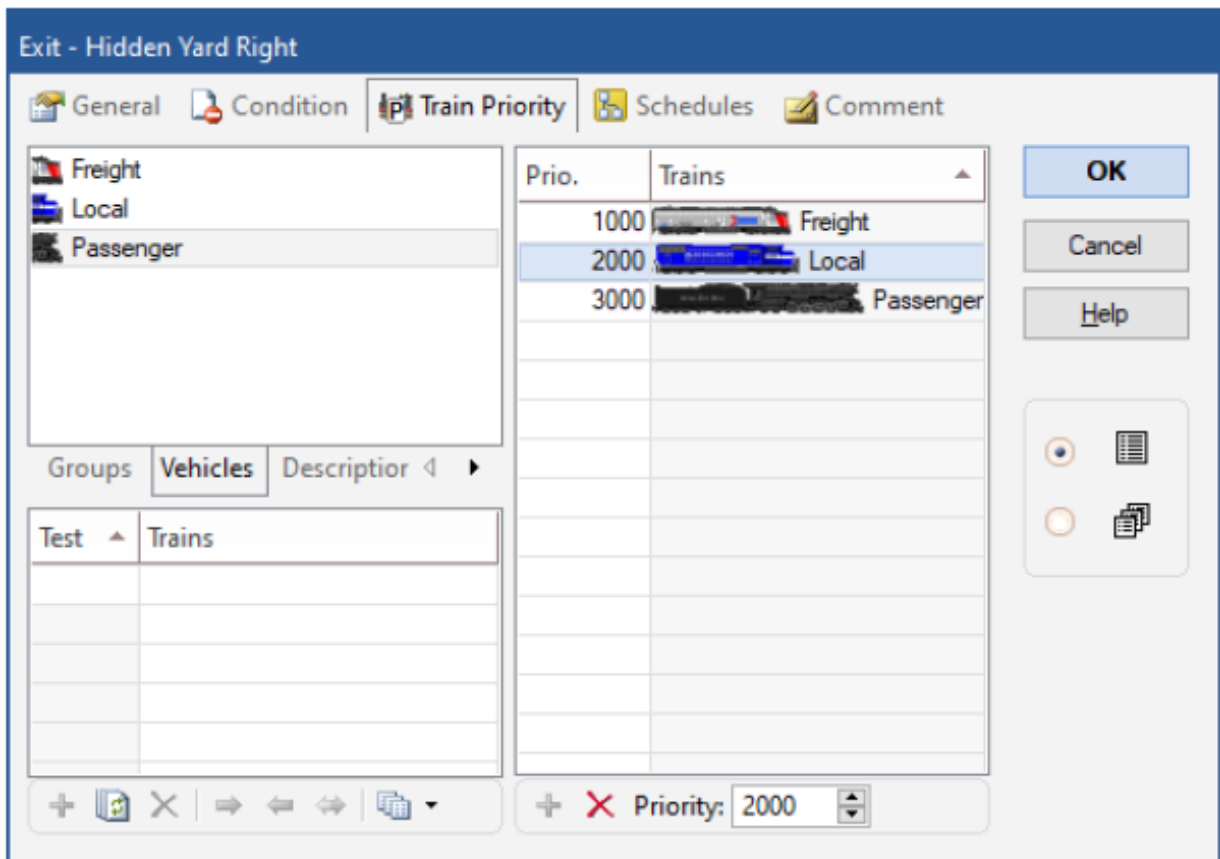 Exit - Hidden Yard Right
General Condition Train Priority Schedules Comment
Freight
Local
Passenger
Groups Vehicles Description
Test Trains
Prio. Trains
1000 Freight
2000 Local
3000 Passenger
Priority: 2000
OK
Cancel
Help